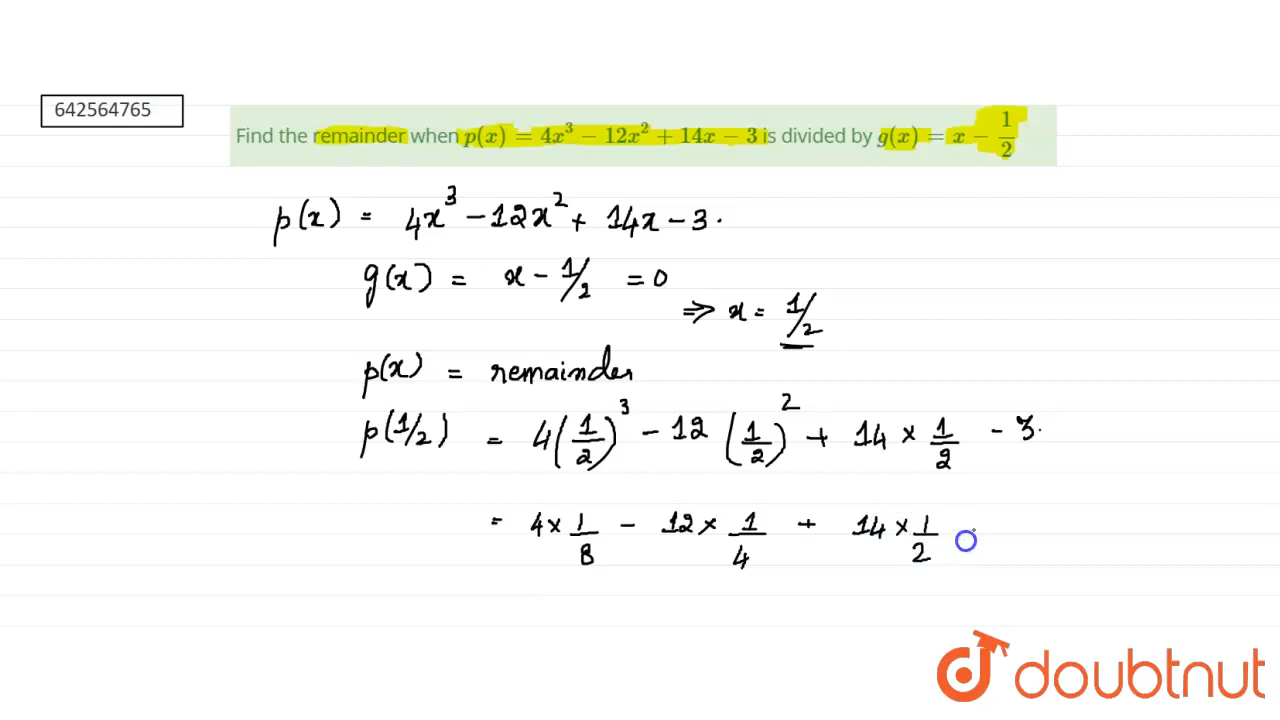 642564765
Find the remainder when p(x) = 4x³ − 12x² + 14x − 3 is divided by g(x) = x − 1/2
p(x) = 4x³ − 12x² + 14x − 3.
g(x) = x − 1/2 = 0
⇒ x = 1/2
p(x) = remainder
p(1/2) = 4(1/2)³ − 12(1/2)² + 14 × 1/2 − 3.
= 4 × 1/8 − 12 × 1/4 + 14 × 1/2
doubtnut